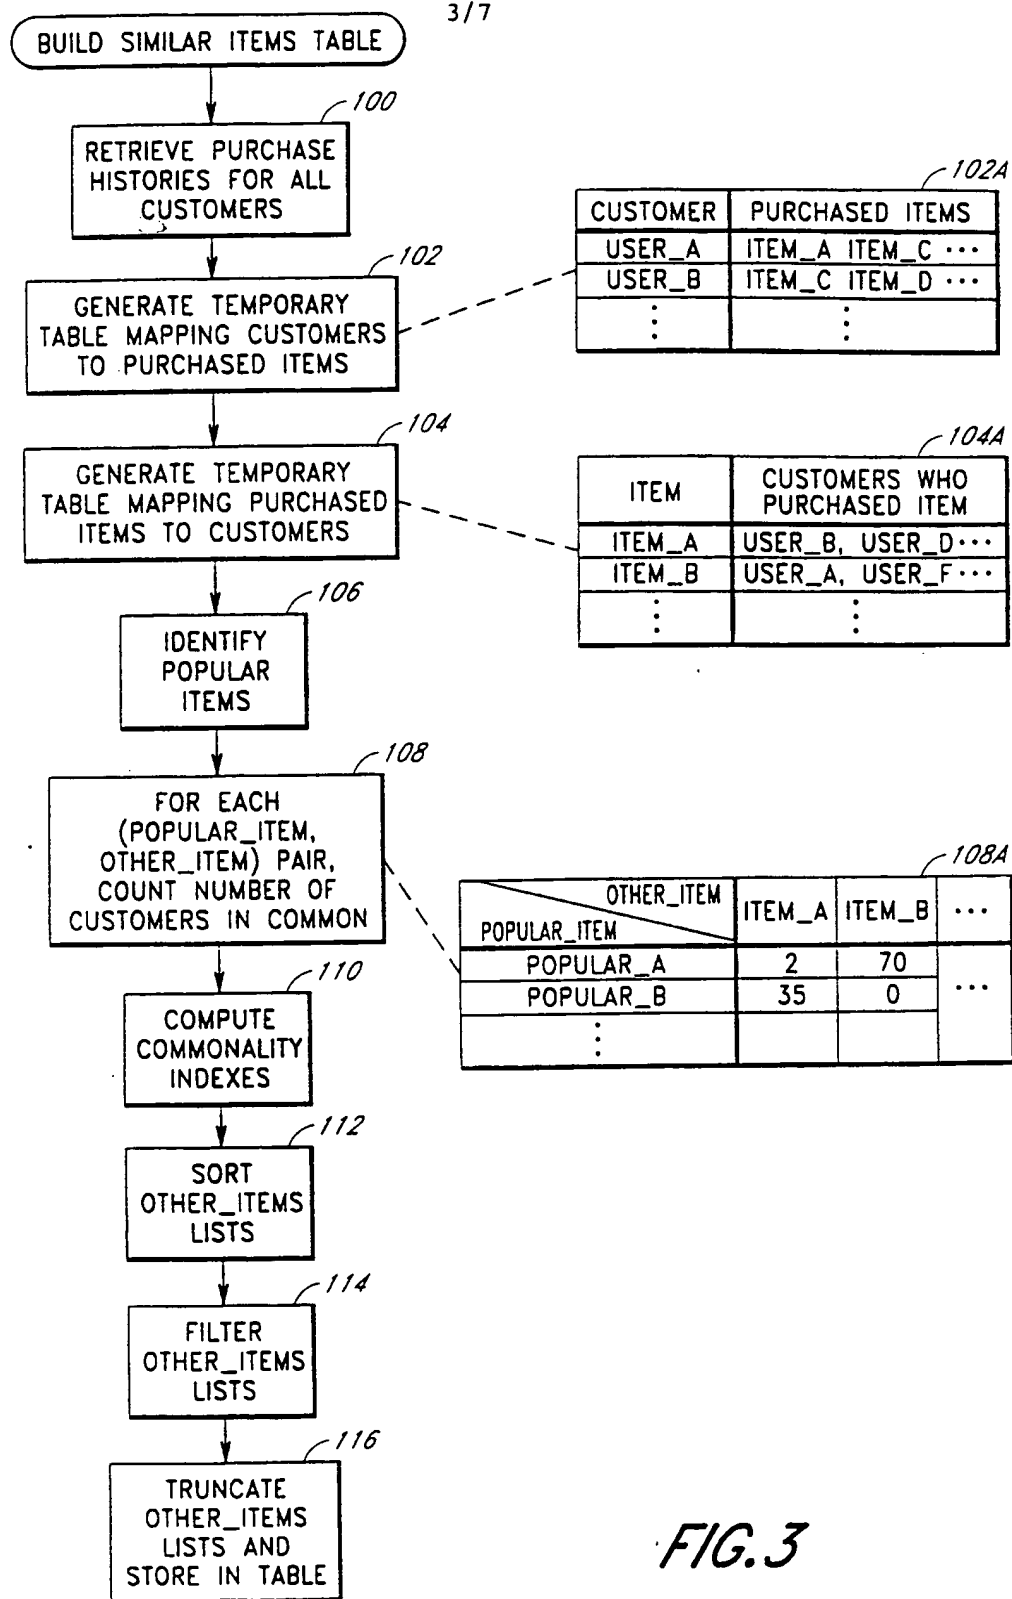 3/7
BUILD SIMILAR ITEMS TABLE
100
RETRIEVE PURCHASE
HISTORIES FOR ALL
CUSTOMERS
102
GENERATE TEMPORARY
TABLE MAPPING CUSTOMERS
TO PURCHASED ITEMS
102A
CUSTOMER PURCHASED ITEMS
USER_A ITEM_A ITEM_C ...
USER_B ITEM_C ITEM_D ...
104
GENERATE TEMPORARY
TABLE MAPPING PURCHASED
ITEMS TO CUSTOMERS
104A
ITEM
CUSTOMERS WHO
PURCHASED ITEM
ITEM_A USER_B, USER_D...
ITEM_B USER_A, USER_F...
106
IDENTIFY
POPULAR
ITEMS
108
FOR EACH
(POPULAR_ITEM,
OTHER_ITEM) PAIR,
COUNT NUMBER OF
CUSTOMERS IN COMMON
108A
OTHER_ITEM
POPULAR_ITEM
ITEM_A ITEM_B ...
POPULAR_A 2 70
POPULAR_B 35 0
...
110
COMPUTE
COMMONALITY
INDEXES
112
SORT
OTHER_ITEMS
LISTS
114
FILTER
OTHER_ITEMS
LISTS
116
TRUNCATE
OTHER_ITEMS
LISTS AND
STORE IN TABLE
FIG.3